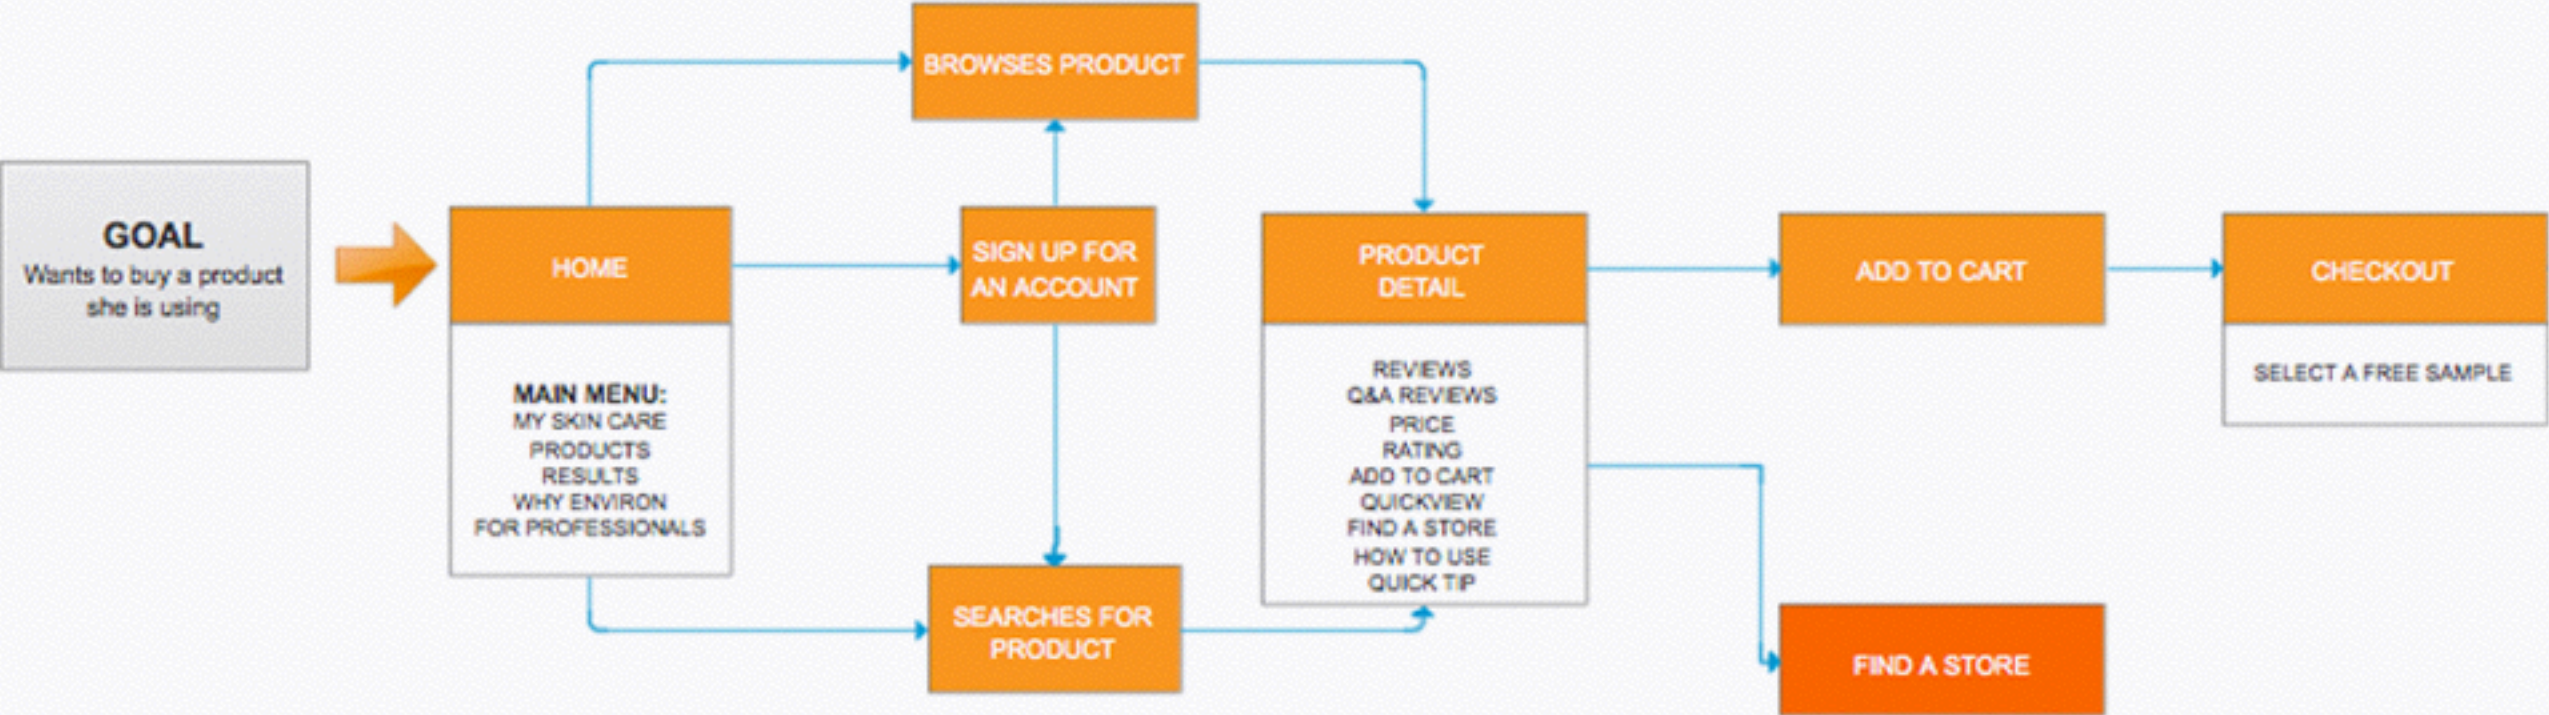 GOAL
Wants to buy a product
she is using
HOME
MAIN MENU:
MY SKIN CARE
PRODUCTS
RESULTS
WHY ENVIRON
FOR PROFESSIONALS
BROWSES PRODUCT
SIGN UP FOR
AN ACCOUNT
SEARCHES FOR
PRODUCT
PRODUCT
DETAIL
REVIEWS
Q&A REVIEWS
PRICE
RATING
ADD TO CART
QUICKVIEW
FIND A STORE
HOW TO USE
QUICK TIP
ADD TO CART
CHECKOUT
SELECT A FREE SAMPLE
FIND A STORE